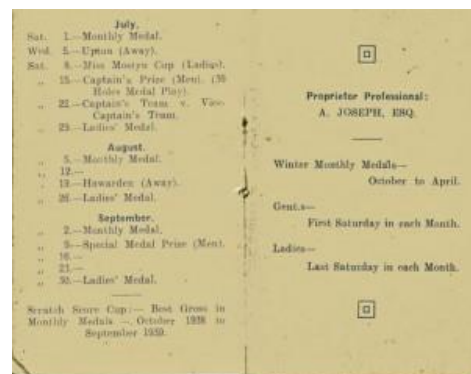 July.
Sat. 1.—Monthly Medal.
Wed. 5.—Upton (Away).
Sat. 8.—Miss Mostyn Cup (Ladies).
„ 15.—Captain's Prize (Men). (36
Holes Medal Play).
„ 22.—Captain's Team v. Vice-
Captain's Team.
„ 29.—Ladies' Medal.
August.
„ 5.—Monthly Medal.
„ 12.—
„ 19.—Hawarden (Away).
„ 26.—Ladies' Medal.
September.
„ 2.—Monthly Medal.
„ 9.—Special Medal Prize (Men).
„ 16.—
„ 23.—
„ 30.—Ladies' Medal.
Scratch Score Cup:— Best Gross in
Monthly Medals — October 1938 to
September 1939.
Proprietor Professional:
A. JOSEPH, ESQ.
Winter Monthly Medals—
October to April.
Gent.s—
First Saturday in each Month.
Ladies—
Last Saturday in each Month.